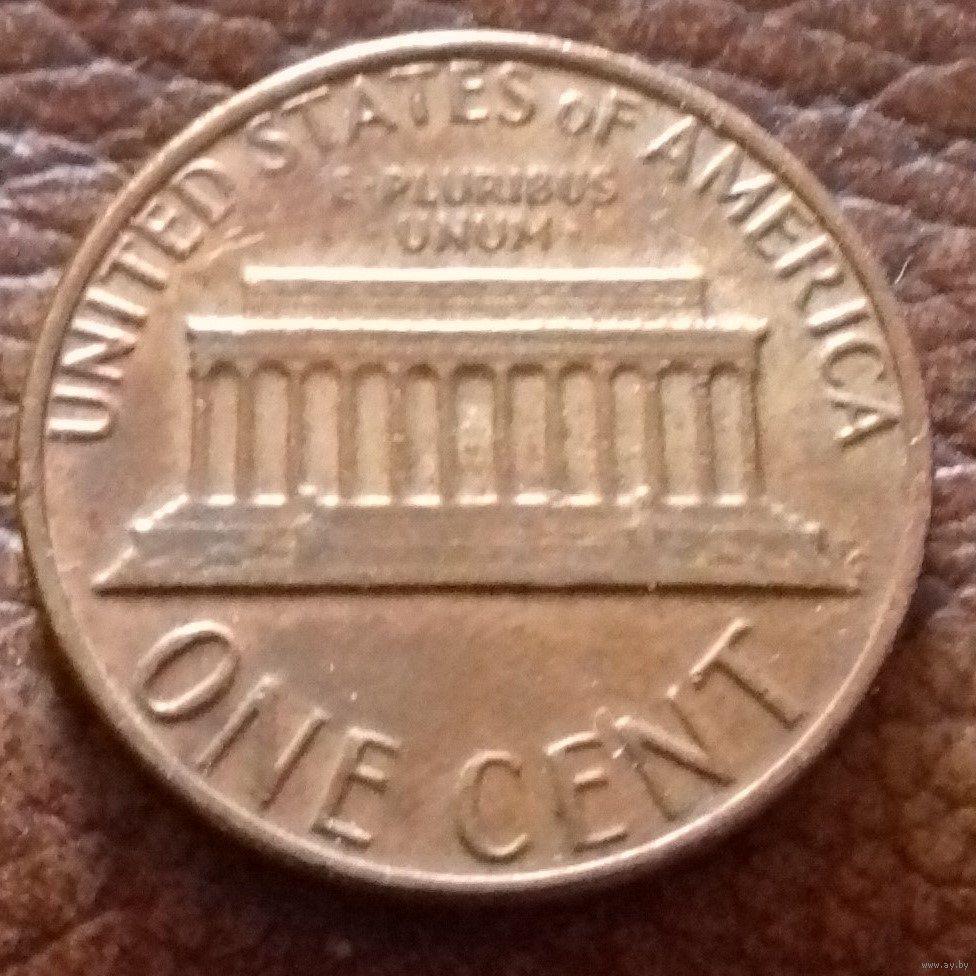 UNITED STATES OF AMERICA
E·PLURIBUS
UNUM
ONE CENT
www.ay.by